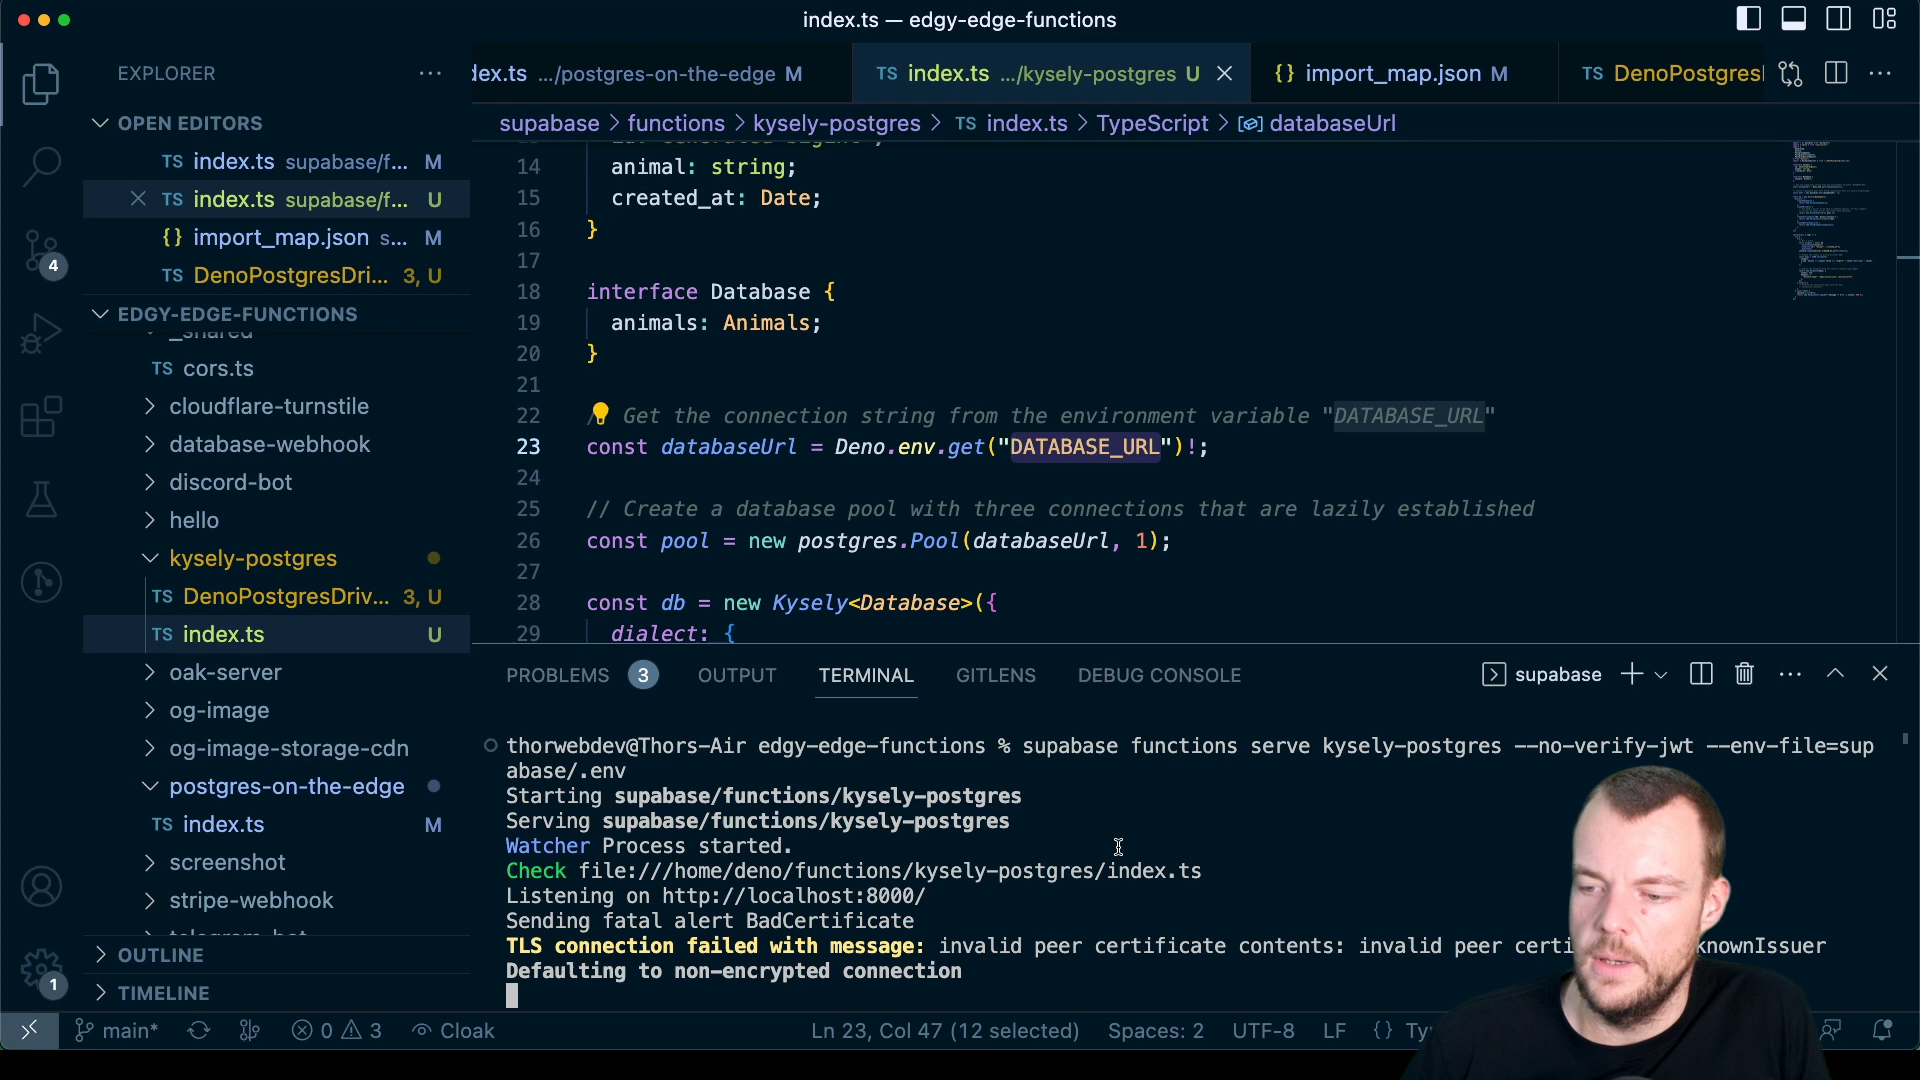 index.ts — edgy-edge-functions
EXPLORER
dex.ts .../postgres-on-the-edge M
TS index.ts .../kysely-postgres U
{} import_map.json M
TS DenoPostgres
OPEN EDITORS
TS index.ts supabase/f... M
TS index.ts supabase/f... U
{} import_map.json s... M
TS DenoPostgresDri... 3, U
EDGY-EDGE-FUNCTIONS
_shared
TS cors.ts
cloudflare-turnstile
database-webhook
discord-bot
hello
kysely-postgres
TS DenoPostgresDriv... 3, U
TS index.ts U
oak-server
og-image
og-image-storage-cdn
postgres-on-the-edge
TS index.ts M
screenshot
stripe-webhook
OUTLINE
TIMELINE
4
1
supabase > functions > kysely-postgres > TS index.ts > TypeScript > databaseUrl
14 animal: string;
15 created_at: Date;
16 }
17
18 interface Database {
19 animals: Animals;
20 }
21
22 / Get the connection string from the environment variable "DATABASE_URL"
23 const databaseUrl = Deno.env.get("DATABASE_URL")!;
24
25 // Create a database pool with three connections that are lazily established
26 const pool = new postgres.Pool(databaseUrl, 1);
27
28 const db = new Kysely<Database>({
29 dialect: {
PROBLEMS 3 OUTPUT TERMINAL GITLENS DEBUG CONSOLE
supabase
thorwebdev@Thors-Air edgy-edge-functions % supabase functions serve kysely-postgres --no-verify-jwt --env-file=sup
abase/.env
Starting supabase/functions/kysely-postgres
Serving supabase/functions/kysely-postgres
Watcher Process started.
Check file:///home/deno/functions/kysely-postgres/index.ts
Listening on http://localhost:8000/
Sending fatal alert BadCertificate
TLS connection failed with message: invalid peer certificate contents: invalid peer certi knownIssuer
Defaulting to non-encrypted connection
main* 0 3 Cloak
Ln 23, Col 47 (12 selected) Spaces: 2 UTF-8 LF {} Ty